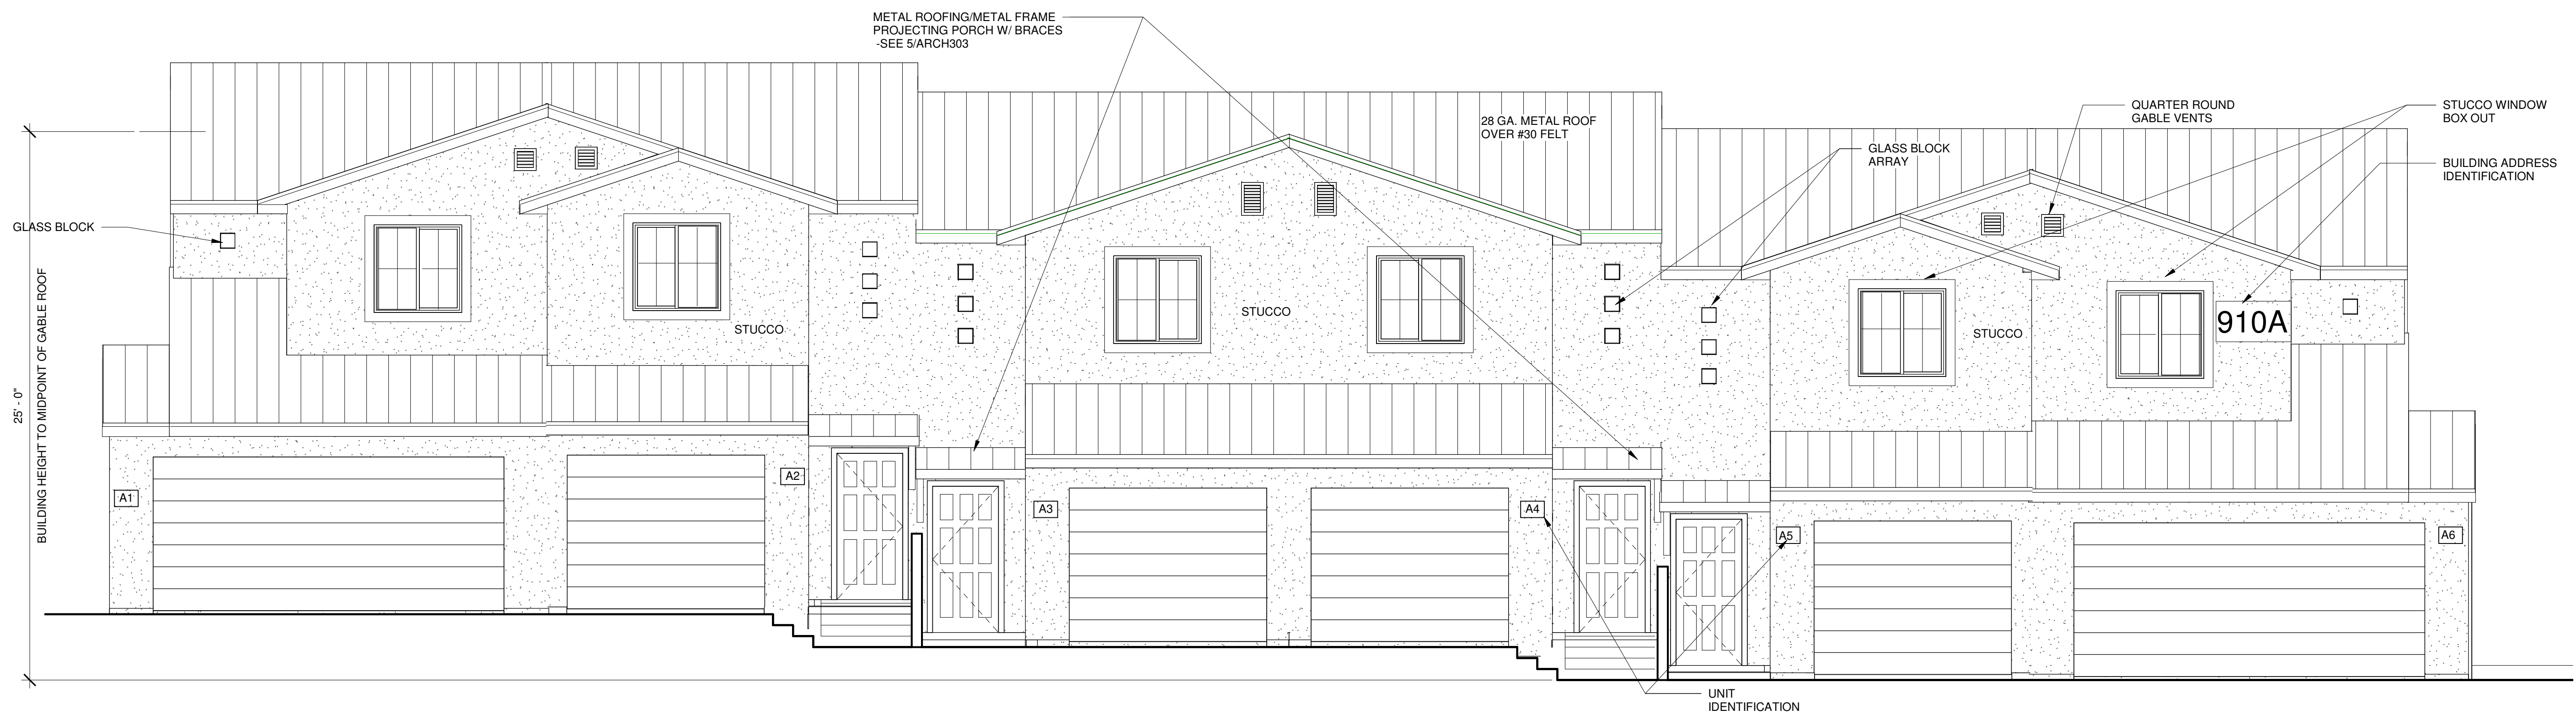 METAL ROOFING/METAL FRAME
PROJECTING PORCH W/ BRACES
-SEE 5/ARCH303
28 GA. METAL ROOF
OVER #30 FELT
GLASS BLOCK
ARRAY
QUARTER ROUND
GABLE VENTS
STUCCO WINDOW
BOX OUT
BUILDING ADDRESS
IDENTIFICATION
GLASS BLOCK
25' - 0"
BUILDING HEIGHT TO MIDPOINT OF GABLE ROOF
STUCCO
STUCCO
STUCCO
910A
A1
A2
A3
A4
A5
A6
UNIT
IDENTIFICATION